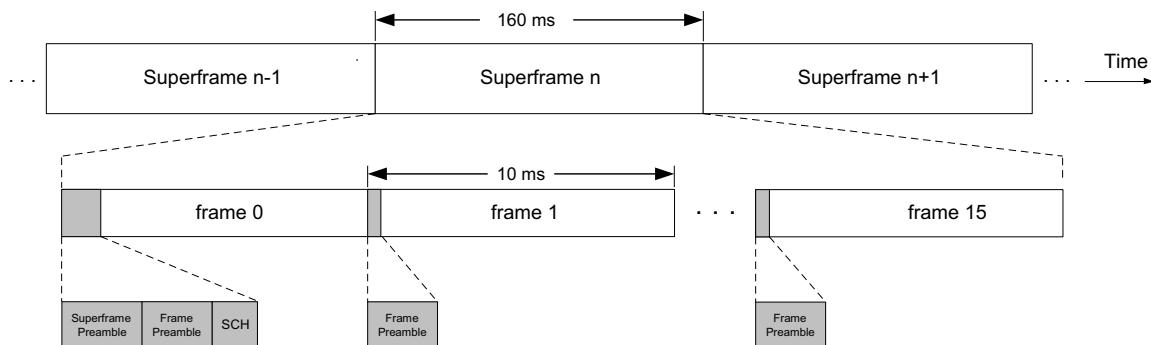 160 ms
. . . Superframe n-1 Superframe n Superframe n+1 . . . Time
10 ms
frame 0 frame 1 . . . frame 15
Superframe Preamble Frame Preamble SCH Frame Preamble Frame Preamble